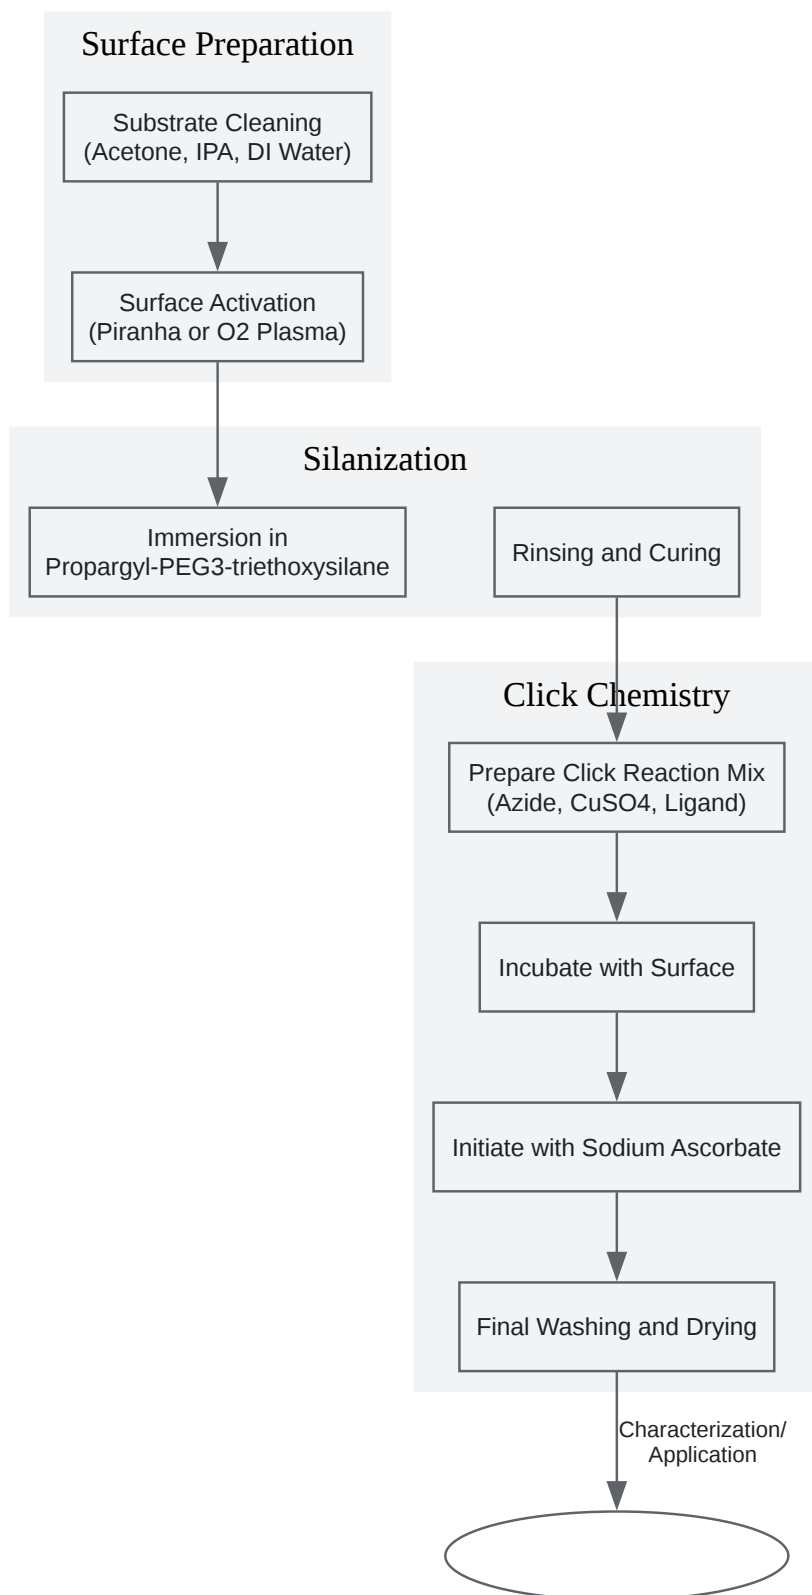 Surface Preparation
Substrate Cleaning
(Acetone, IPA, DI Water)
Surface Activation
(Piranha or O2 Plasma)
Silanization
Immersion in
Propargyl-PEG3-triethoxysilane
Rinsing and Curing
Click Chemistry
Prepare Click Reaction Mix
(Azide, CuSO4, Ligand)
Incubate with Surface
Initiate with Sodium Ascorbate
Final Washing and Drying
Characterization/
Application